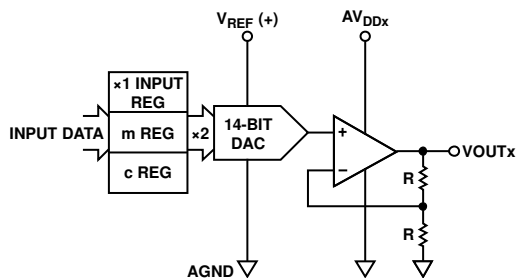 V_REF (+)
AV_DDx
×1 INPUT
REG
INPUT DATA
m REG
×2
14-BIT
DAC
+
–
VOUTx
c REG
R
R
AGND